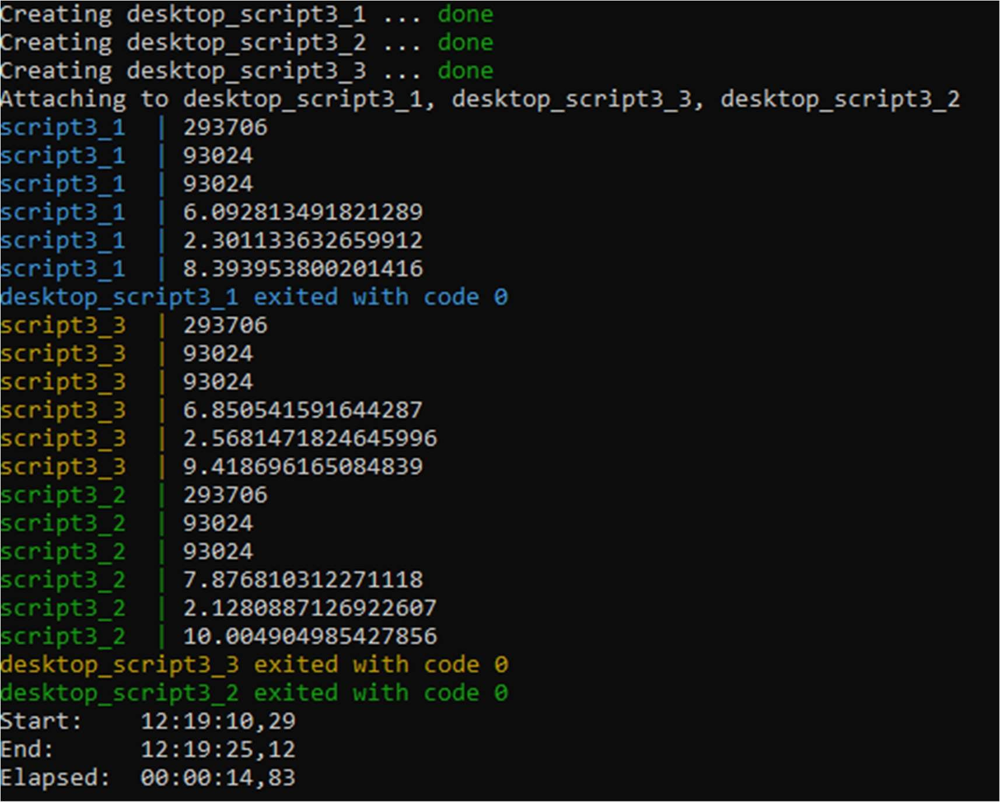 Creating desktop_script3_1 ... done
Creating desktop_script3_2 ... done
Creating desktop_script3_3 ... done
Attaching to desktop_script3_1, desktop_script3_3, desktop_script3_2
script3_1  | 293706
script3_1  | 93024
script3_1  | 93024
script3_1  | 6.092813491821289
script3_1  | 2.301133632659912
script3_1  | 8.393953800201416
desktop_script3_1 exited with code 0
script3_3  | 293706
script3_3  | 93024
script3_3  | 93024
script3_3  | 6.850541591644287
script3_3  | 2.5681471824645996
script3_3  | 9.418696165084839
script3_2  | 293706
script3_2  | 93024
script3_2  | 93024
script3_2  | 7.876810312271118
script3_2  | 2.1280887126922607
script3_2  | 10.004904985427856
desktop_script3_3 exited with code 0
desktop_script3_2 exited with code 0
Start:    12:19:10,29
End:      12:19:25,12
Elapsed:  00:00:14,83